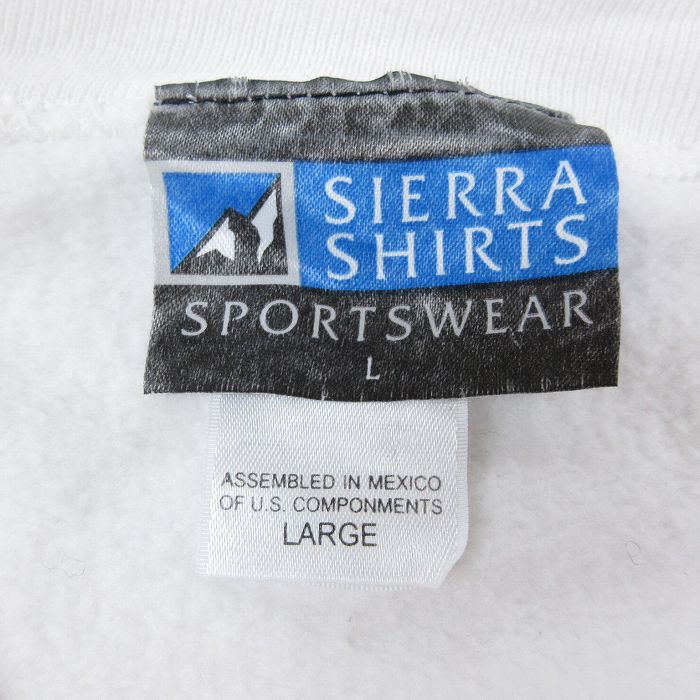 SIERRA
SHIRTS
SPORTSWEAR
L
ASSEMBLED IN MEXICO
OF U.S. COMPONMENTS
LARGE